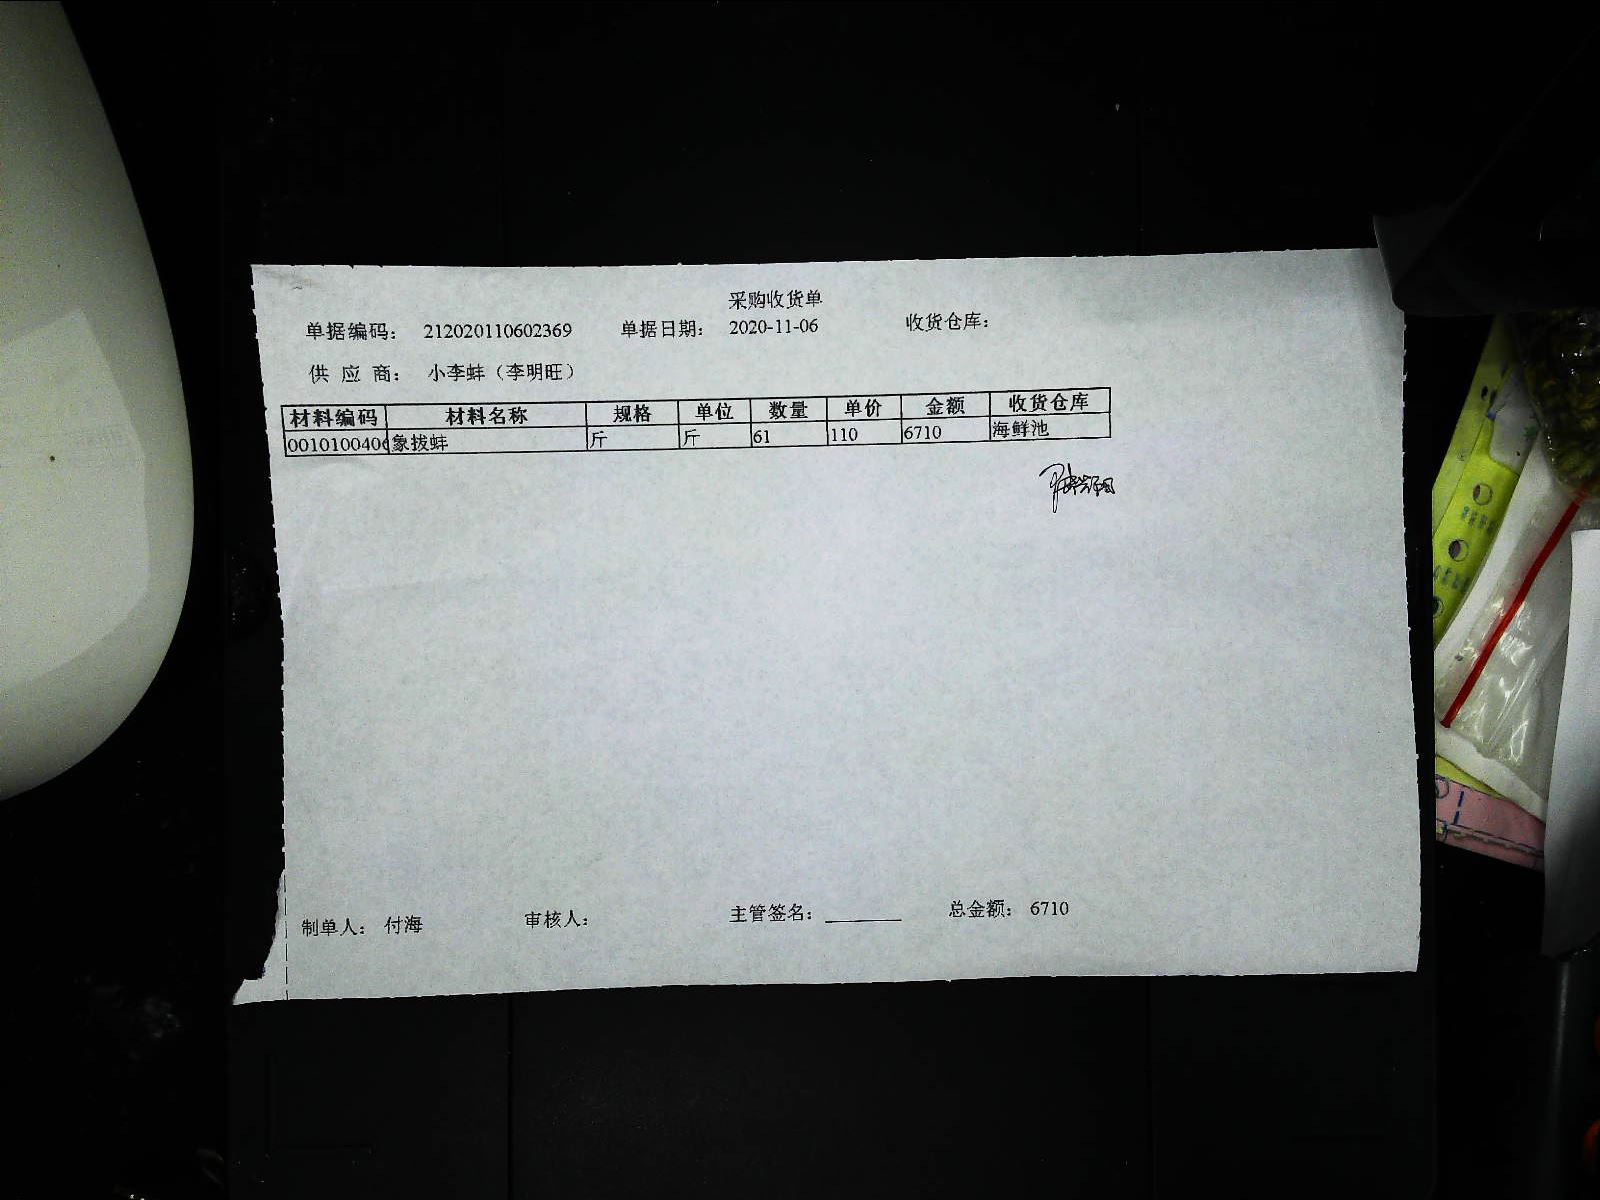 采购收货单
单据编码： 212020110602369 单据日期： 2020-11-06 收货仓库：
供 应 商： 小李蚌（李明旺）
材料编码 材料名称 规格 单位 数量 单价 金额 收货仓库
0010100406 象拔蚌 斤 斤 61 110 6710 海鲜池
制单人： 付海 审核人： 主管签名： 总金额： 6710